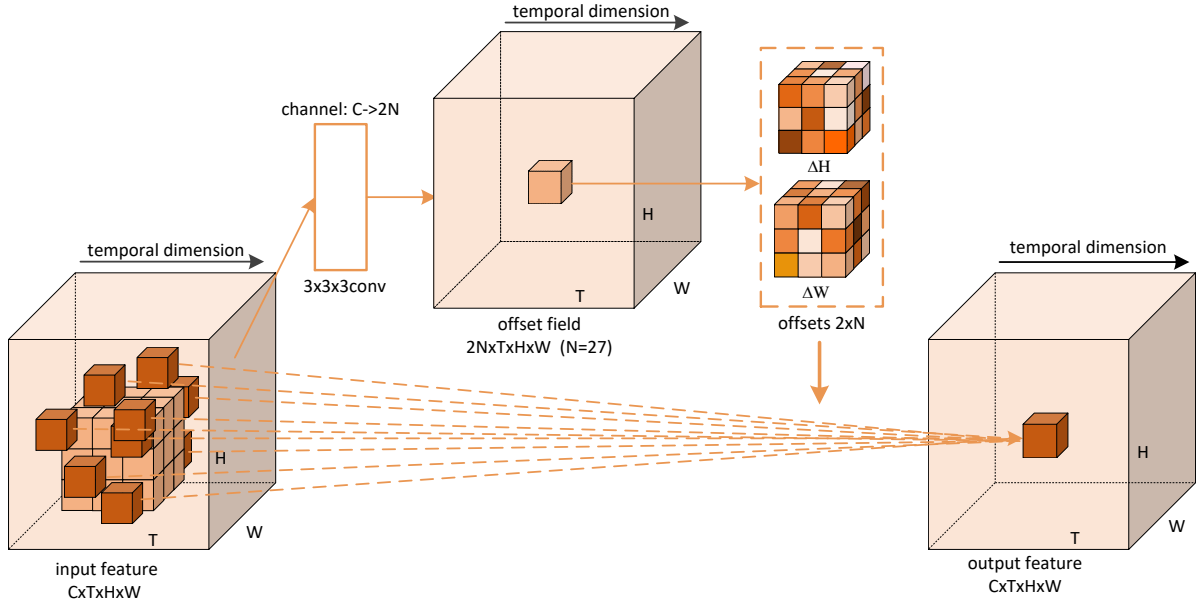 temporal dimension
channel: C->2N
3x3x3conv
H
T
W
offset field
2NxTxHxW (N=27)
ΔH
ΔW
offsets 2xN
temporal dimension
H
T
W
input feature
CxTxHxW
temporal dimension
H
T
W
output feature
CxTxHxW